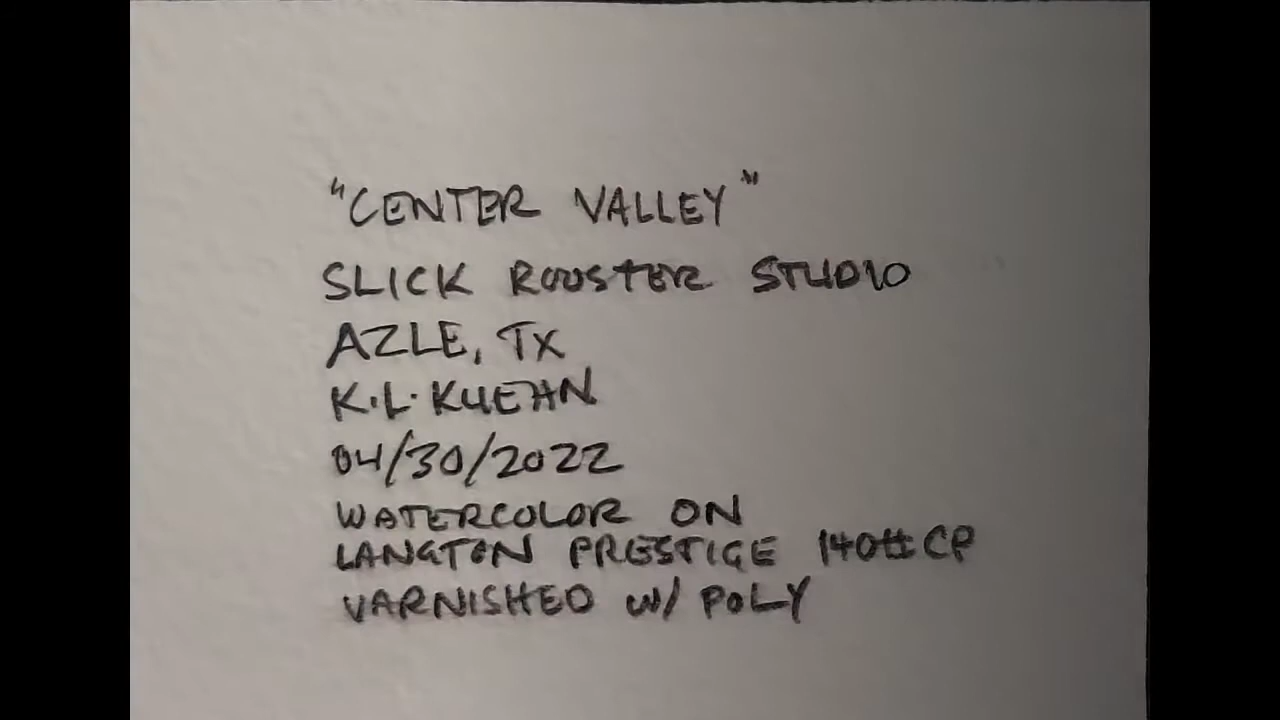 "CENTER VALLEY"
SLICK ROOSTER STUDIO
AZLE, TX
K.L. KUEHN
04/30/2022
WATERCOLOR ON
LANGTON PRESTIGE 140# CP
VARNISHED W/ POLY